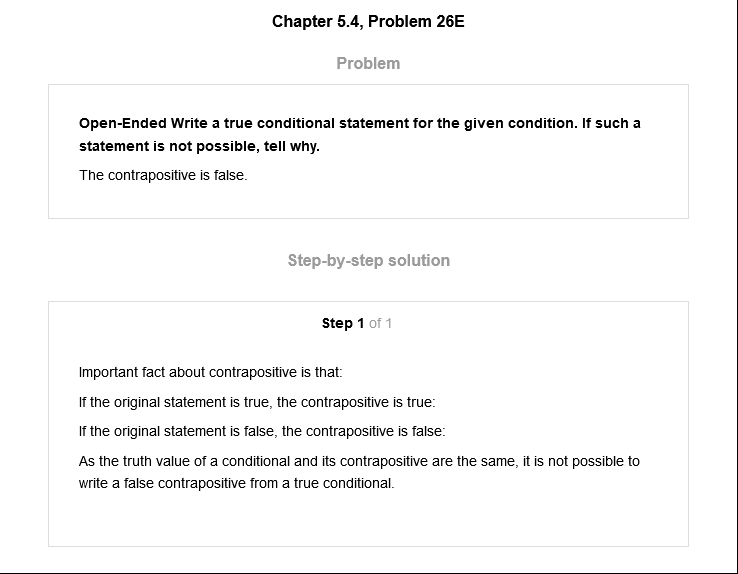 Chapter 5.4, Problem 26E
Problem
Open-Ended Write a true conditional statement for the given condition. If such a
statement is not possible, tell why.
The contrapositive is false.
Step-by-step solution
Step 1 of 1
Important fact about contrapositive is that:
If the original statement is true, the contrapositive is true:
If the original statement is false, the contrapositive is false:
As the truth value of a conditional and its contrapositive are the same, it is not possible to
write a false contrapositive from a true conditional.